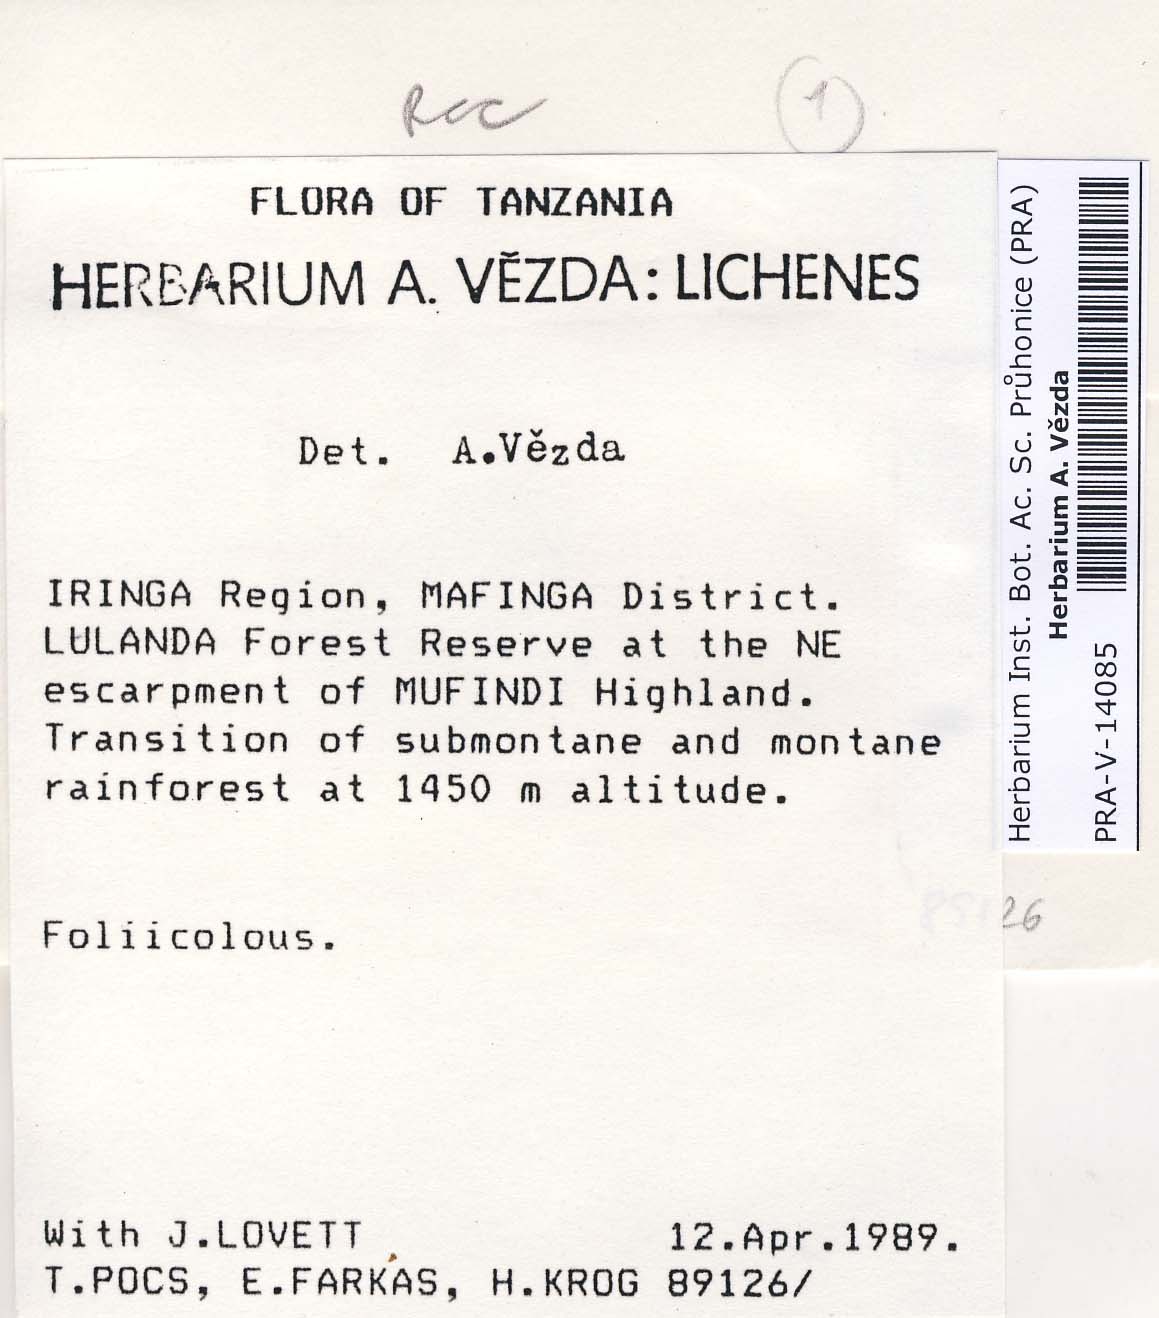 1
FLORA OF TANZANIA
HERBARIUM A. VĚZDA: LICHENES
Det. A.Vězda
IRINGA Region, MAFINGA District.
LULANDA Forest Reserve at the NE
escarpment of MUFINDI Highland.
Transition of submontane and montane
rainforest at 1450 m altitude.
Foliicolous.
With J.LOVETT 12.Apr.1989.
T.POCS, E.FARKAS, H.KROG 89126/
Herbarium Inst. Bot. Ac. Sc. Průhonice (PRA)
Herbarium A. Vězda
PRA-V-14085
89126